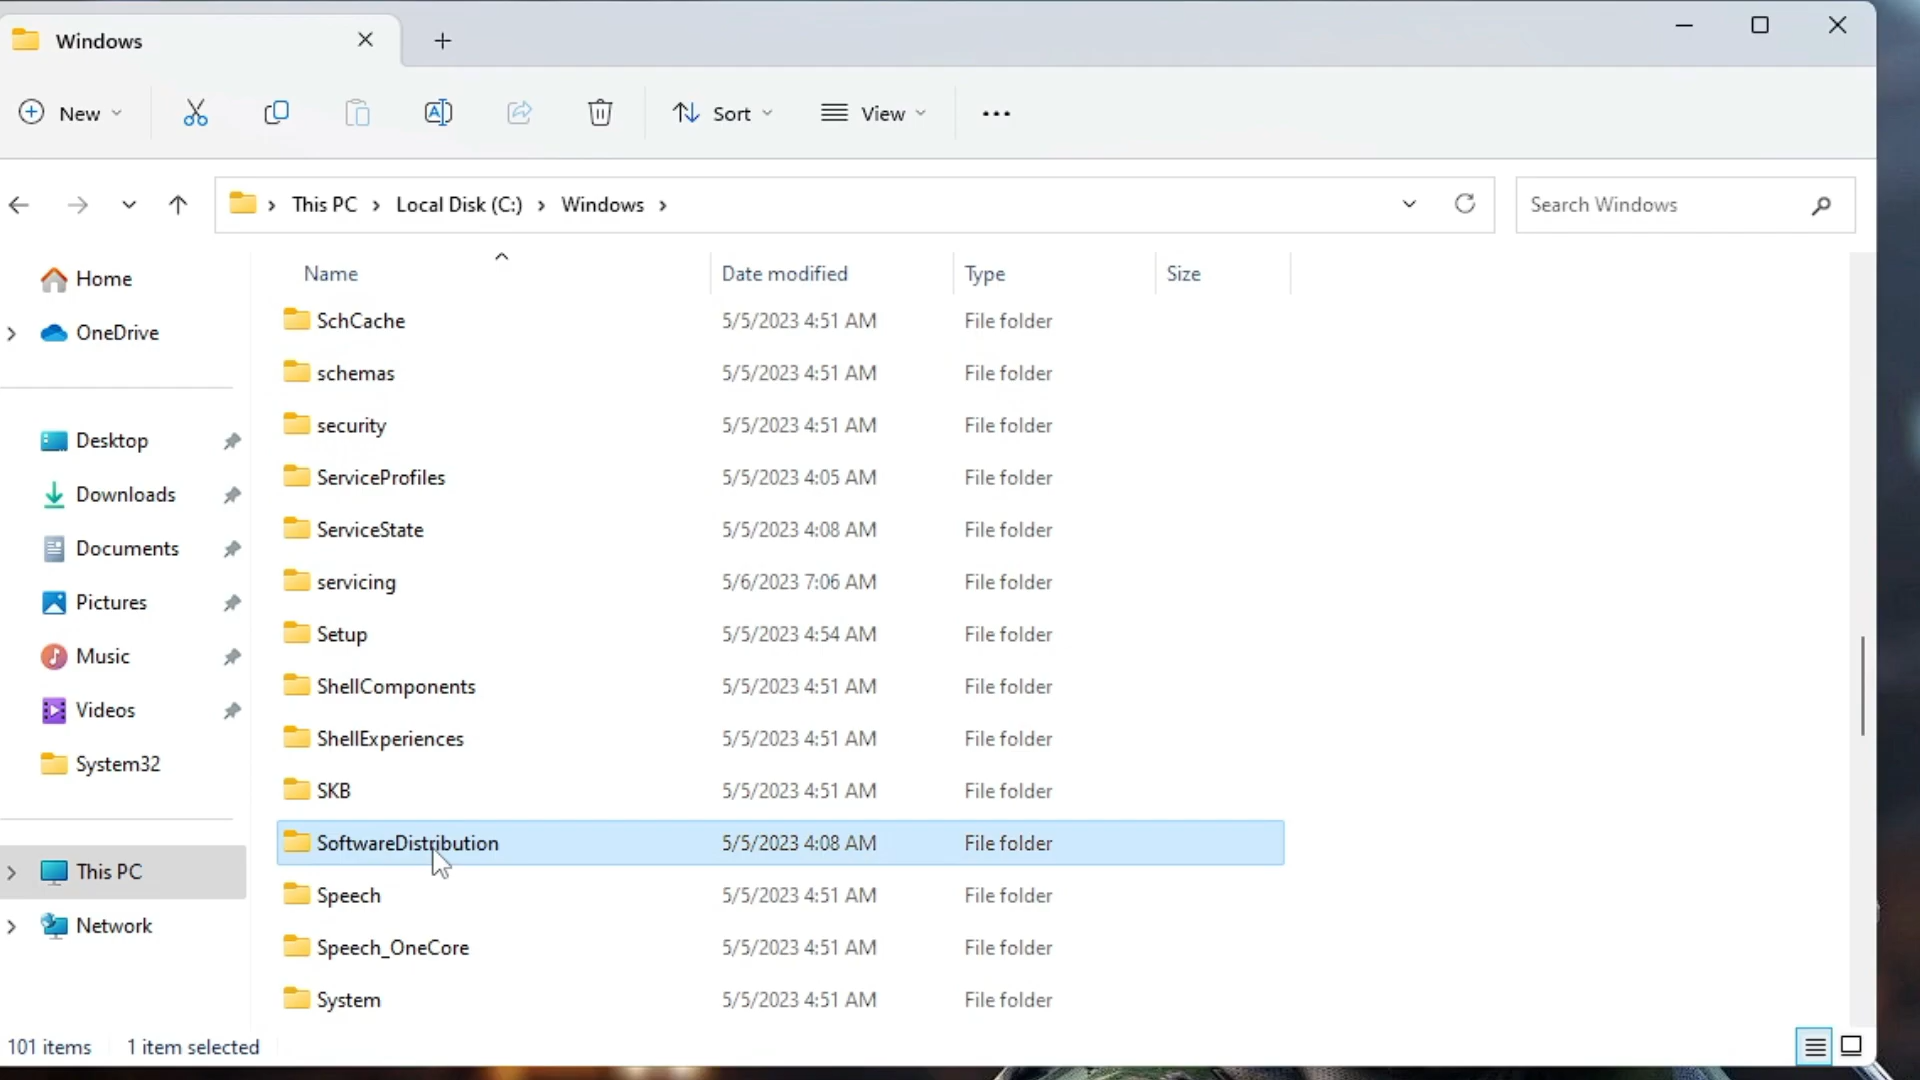 Windows
New
Sort
View
This PC > Local Disk (C:) > Windows >
Search Windows
Home
OneDrive
Desktop
Downloads
Documents
Pictures
Music
Videos
System32
This PC
Network
Name Date modified Type Size
SchCache 5/5/2023 4:51 AM File folder
schemas 5/5/2023 4:51 AM File folder
security 5/5/2023 4:51 AM File folder
ServiceProfiles 5/5/2023 4:05 AM File folder
ServiceState 5/5/2023 4:08 AM File folder
servicing 5/6/2023 7:06 AM File folder
Setup 5/5/2023 4:54 AM File folder
ShellComponents 5/5/2023 4:51 AM File folder
ShellExperiences 5/5/2023 4:51 AM File folder
SKB 5/5/2023 4:51 AM File folder
SoftwareDistribution 5/5/2023 4:08 AM File folder
Speech 5/5/2023 4:51 AM File folder
Speech_OneCore 5/5/2023 4:51 AM File folder
System 5/5/2023 4:51 AM File folder
101 items 1 item selected